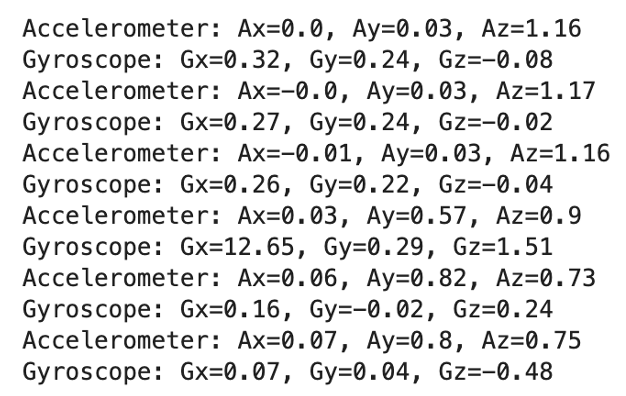 Accelerometer: Ax=0.0, Ay=0.03, Az=1.16
Gyroscope: Gx=0.32, Gy=0.24, Gz=-0.08
Accelerometer: Ax=-0.0, Ay=0.03, Az=1.17
Gyroscope: Gx=0.27, Gy=0.24, Gz=-0.02
Accelerometer: Ax=-0.01, Ay=0.03, Az=1.16
Gyroscope: Gx=0.26, Gy=0.22, Gz=-0.04
Accelerometer: Ax=0.03, Ay=0.57, Az=0.9
Gyroscope: Gx=12.65, Gy=0.29, Gz=1.51
Accelerometer: Ax=0.06, Ay=0.82, Az=0.73
Gyroscope: Gx=0.16, Gy=-0.02, Gz=0.24
Accelerometer: Ax=0.07, Ay=0.8, Az=0.75
Gyroscope: Gx=0.07, Gy=0.04, Gz=-0.48